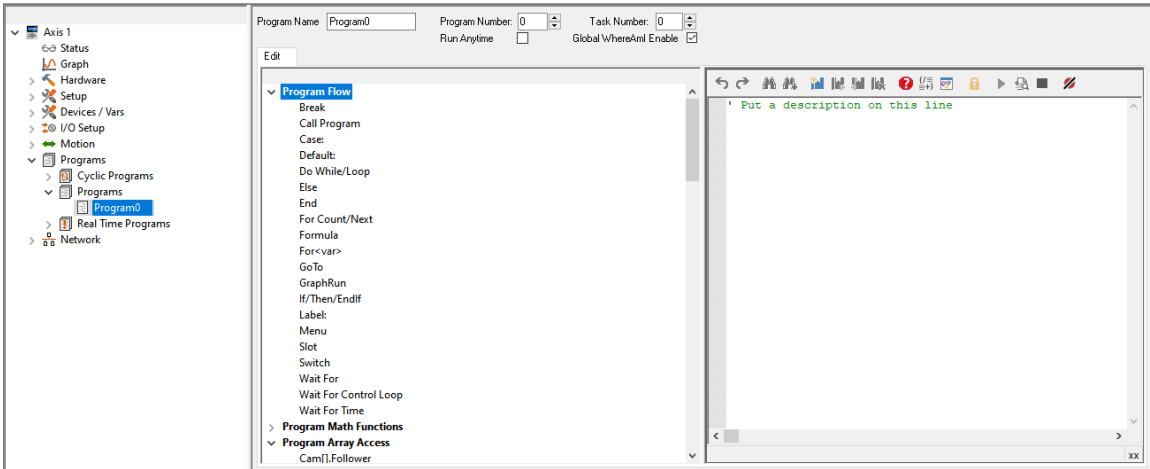 Axis 1
Status
Graph
Hardware
Setup
Devices / Vars
I/O Setup
Motion
Programs
Cyclic Programs
Programs
Program0
Real Time Programs
Network
Program Name Program0 Program Number: 0 Task Number: 0
Run Anytime Global WhereAmI Enable
Edit
Program Flow
Break
Call Program
Case:
Default:
Do While/Loop
Else
End
For Count/Next
Formula
For<var>
GoTo
GraphRun
If/Then/EndIf
Label:
Menu
Slot
Switch
Wait For
Wait For Control Loop
Wait For Time
Program Math Functions
Program Array Access
Cam[].Follower
' Put a description on this line
xx